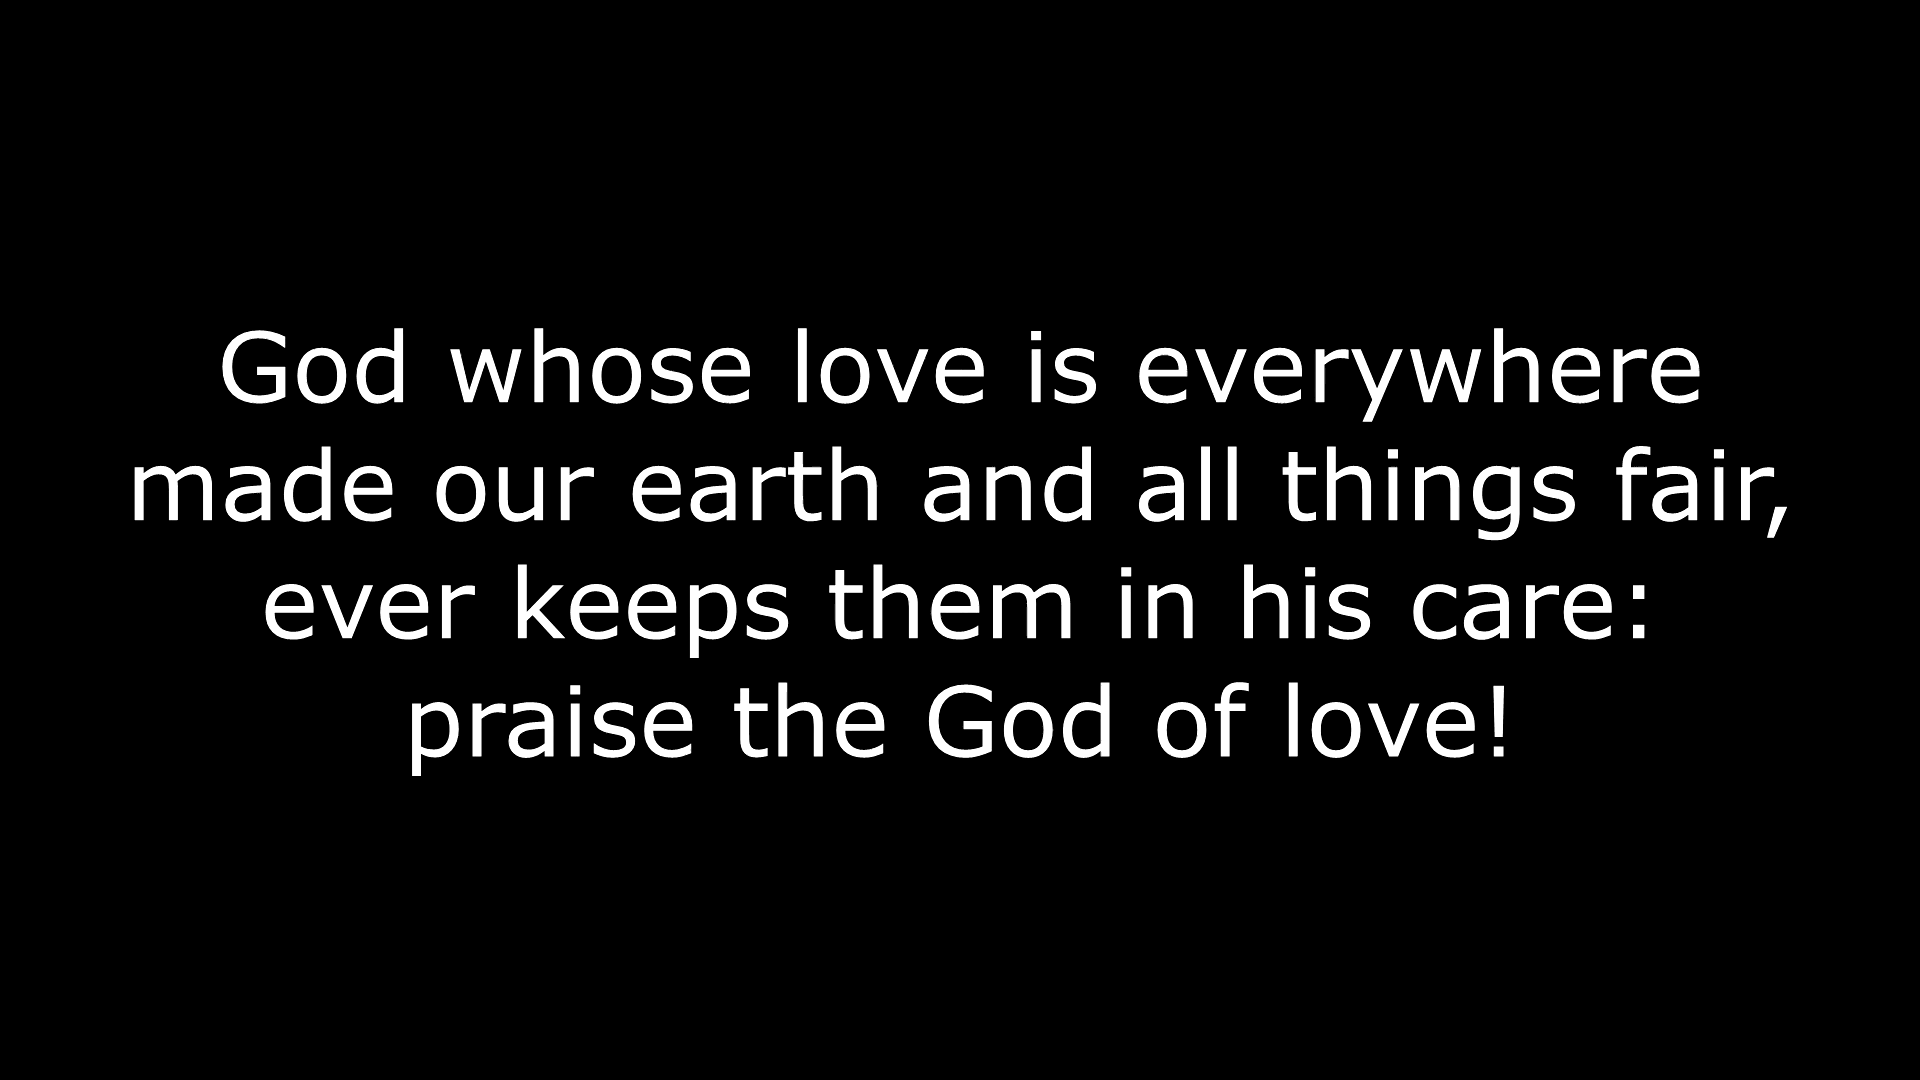 God whose love is everywhere
made our earth and all things fair,
ever keeps them in his care:
praise the God of love!